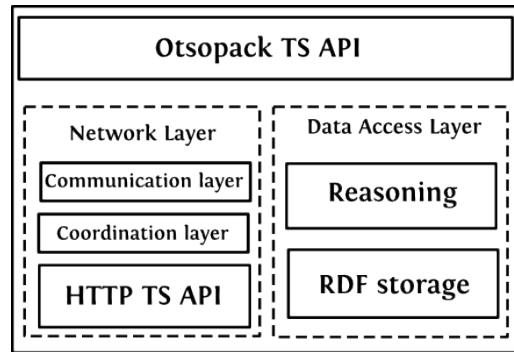 Otsopack TS API
Network Layer
Communication layer
Coordination layer
HTTP TS API
Data Access Layer
Reasoning
RDF storage